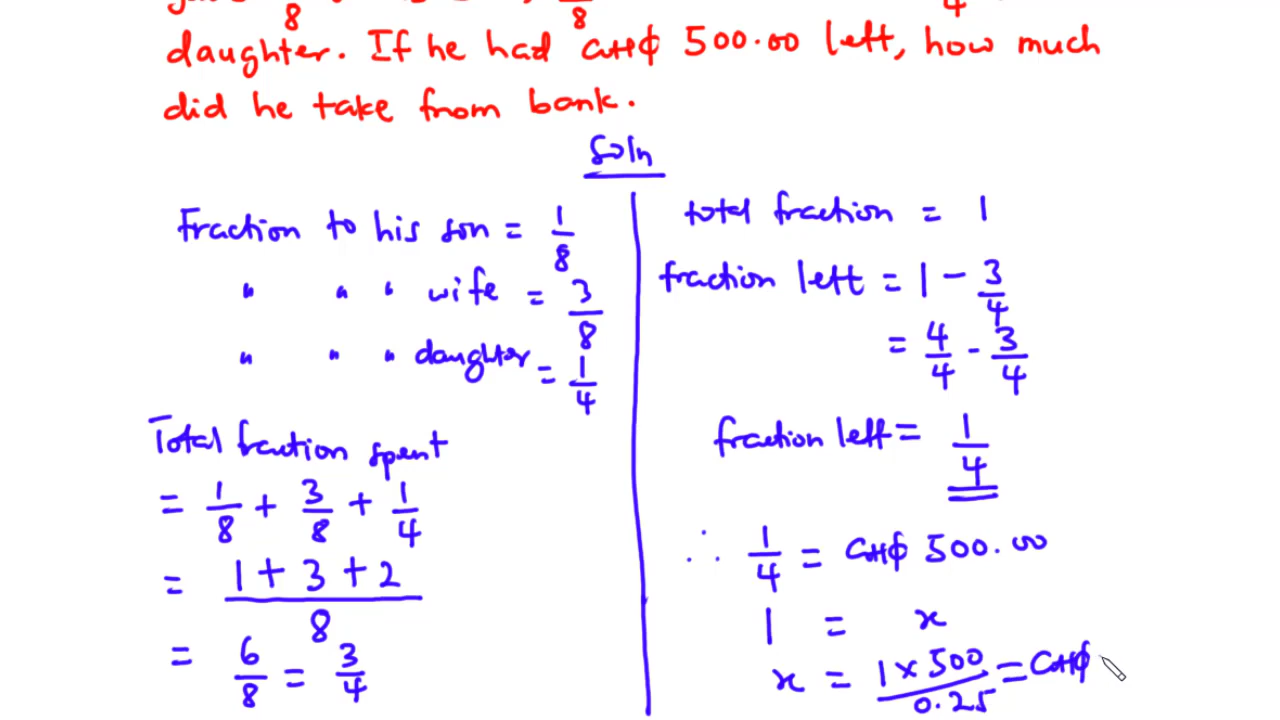 8 8 4
daughter. If he had GH₵ 500.00 left, how much
did he take from bank.
Soln
Fraction to his son = 1/8
" " " wife = 3/8
" " " daughter = 1/4
Total fraction spent
= 1/8 + 3/8 + 1/4
= (1 + 3 + 2)/8
= 6/8 = 3/4
total fraction = 1
fraction left = 1 - 3/4
= 4/4 - 3/4
fraction left = 1/4
∴ 1/4 = GH₵ 500.00
1 = x
x = (1 × 500)/0.25 = GH₵